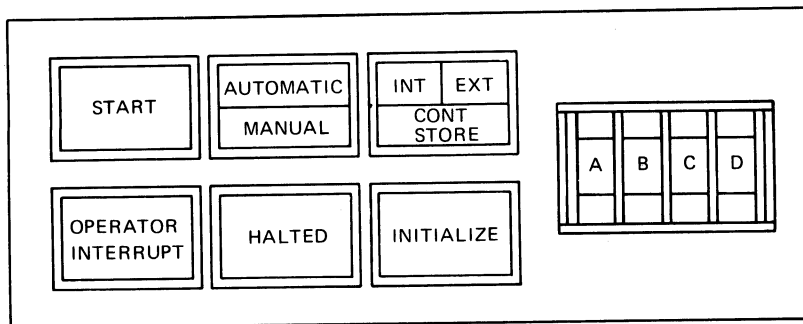 START
AUTOMATIC
MANUAL
INT EXT
CONT
STORE
A B C D
OPERATOR
INTERRUPT
HALTED
INITIALIZE